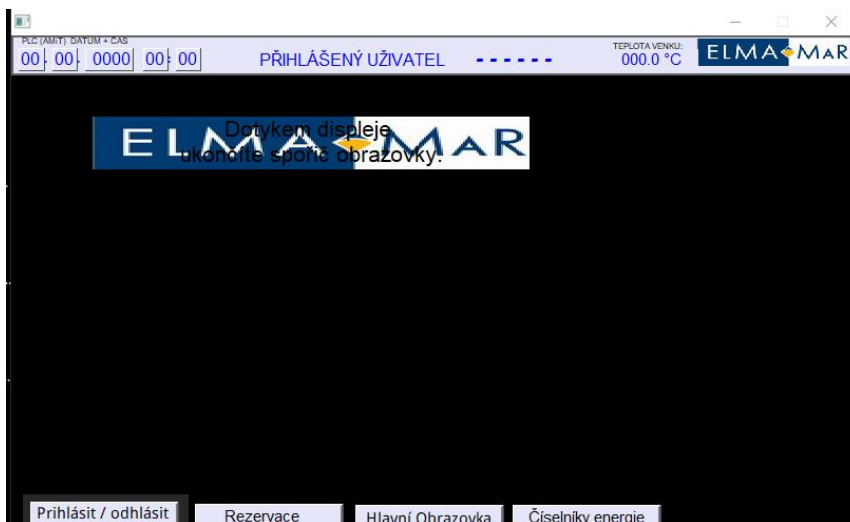 PLC (AMiT) DATUM + ČAS
00. 00. 0000 00: 00
PŘIHLÁŠENÝ UŽIVATEL ------
TEPLOTA VENKU:
000.0 °C
ELMA MAR
ELMA MAR
Dotykem displeje
ukončíte spořič obrazovky.
Prihlásit / odhlásit
Rezervace
Hlavní Obrazovka
Číselníky energie